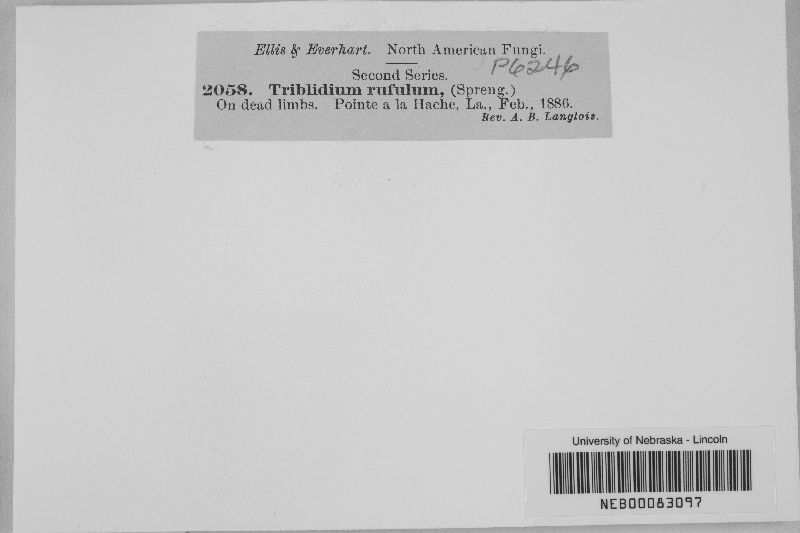 Ellis & Everhart. North American Fungi.
P6246
Second Series.
2058. Triblidium rufulum, (Spreng.)
On dead limbs. Pointe a la Hache, La., Feb., 1886.
Rev. A. B. Langlois.
University of Nebraska - Lincoln
NEB00083097